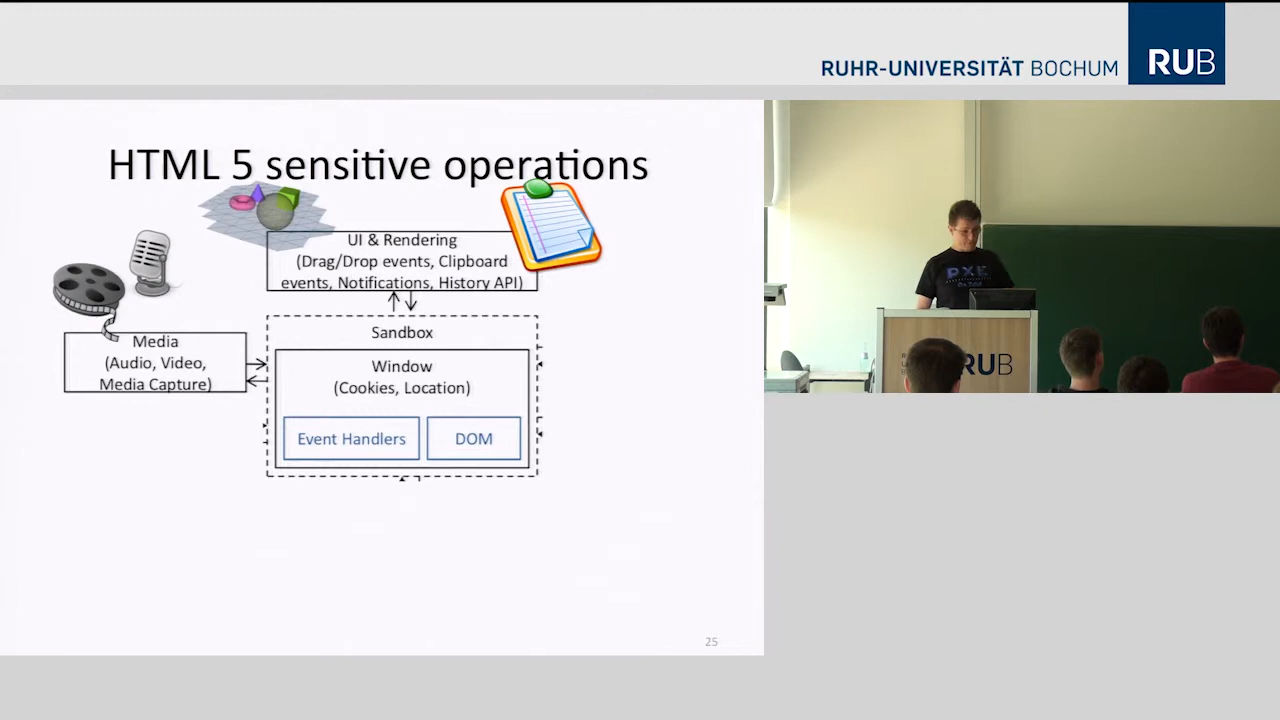 RUHR-UNIVERSITÄT BOCHUM
RUB
HTML 5 sensitive operations
UI & Rendering
(Drag/Drop events, Clipboard
events, Notifications, History API)
Media
(Audio, Video,
Media Capture)
Sandbox
Window
(Cookies, Location)
Event Handlers
DOM
25
RUB